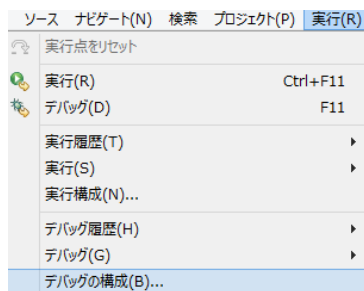 ソース ナビゲート(N) 検索 プロジェクト(P) 実行(R)
実行点をリセット
実行(R) Ctrl+F11
デバッグ(D) F11
実行履歴(T)
実行(S)
実行構成(N)...
デバッグ履歴(H)
デバッグ(G)
デバッグの構成(B)...